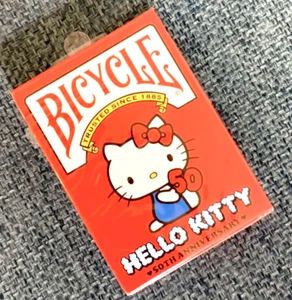 BICYCLE
TRUSTED SINCE 1885
50
HELLO KITTY
♥50TH ANNIVERSARY♥